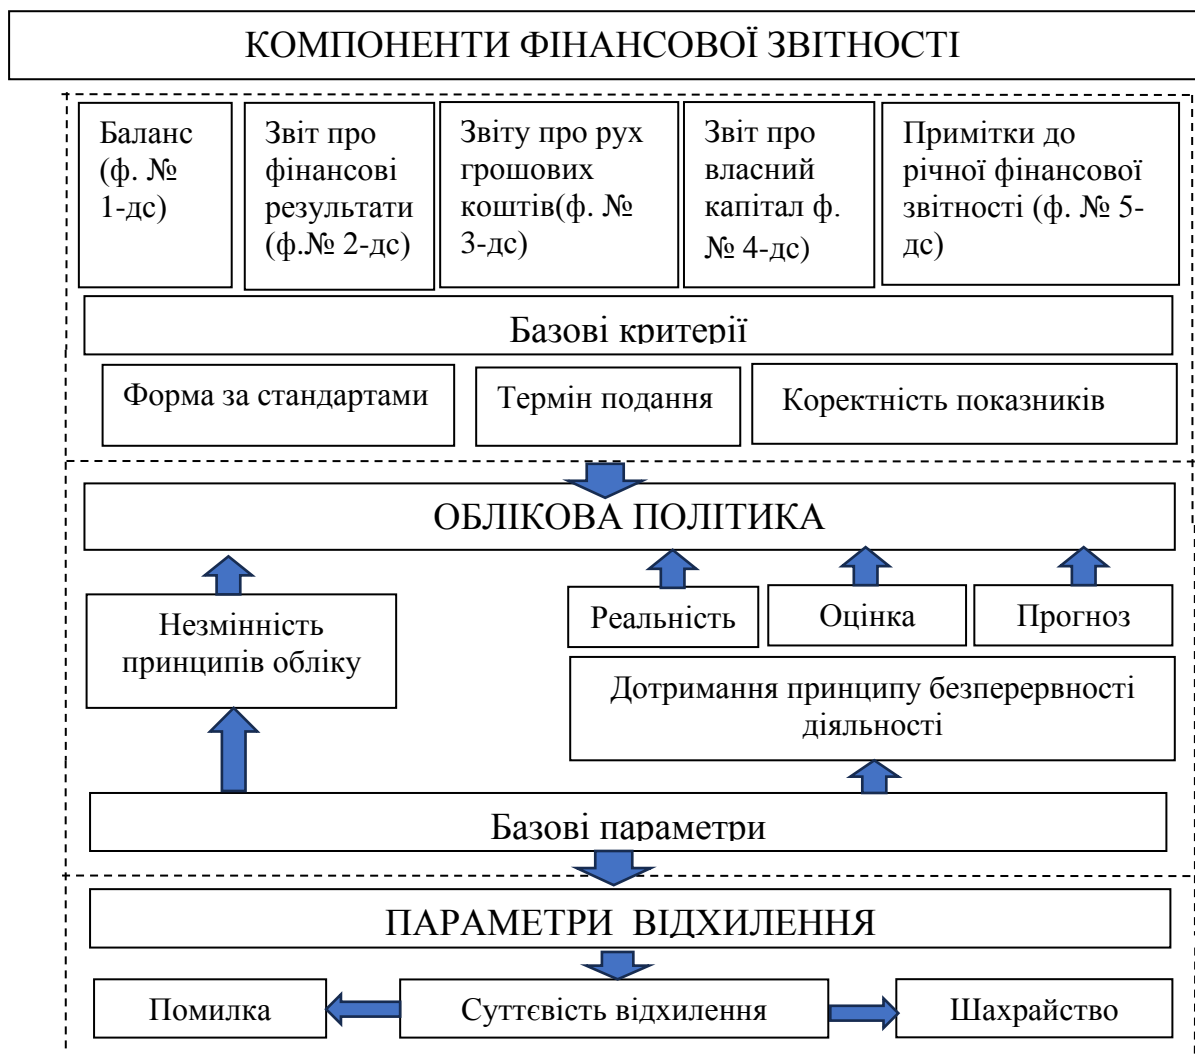 КОМПОНЕНТИ ФІНАНСОВОЇ ЗВІТНОСТІ
Баланс
(ф. №
1-дс)
Звіт про
фінансові
результати
(ф.№ 2-дс)
Звіту про рух
грошових
коштів(ф. №
3-дс)
Звіт про
власний
капітал ф.
№ 4-дс)
Примітки до
річної фінансової
звітності (ф. № 5-
дс)
Базові критерії
Форма за стандартами
Термін подання
Коректність показників
ОБЛІКОВА ПОЛІТИКА
Незмінність
принципів обліку
Реальність
Оцінка
Прогноз
Дотримання принципу безперервності
діяльності
Базові параметри
ПАРАМЕТРИ ВІДХИЛЕННЯ
Помилка
Суттєвість відхилення
Шахрайство